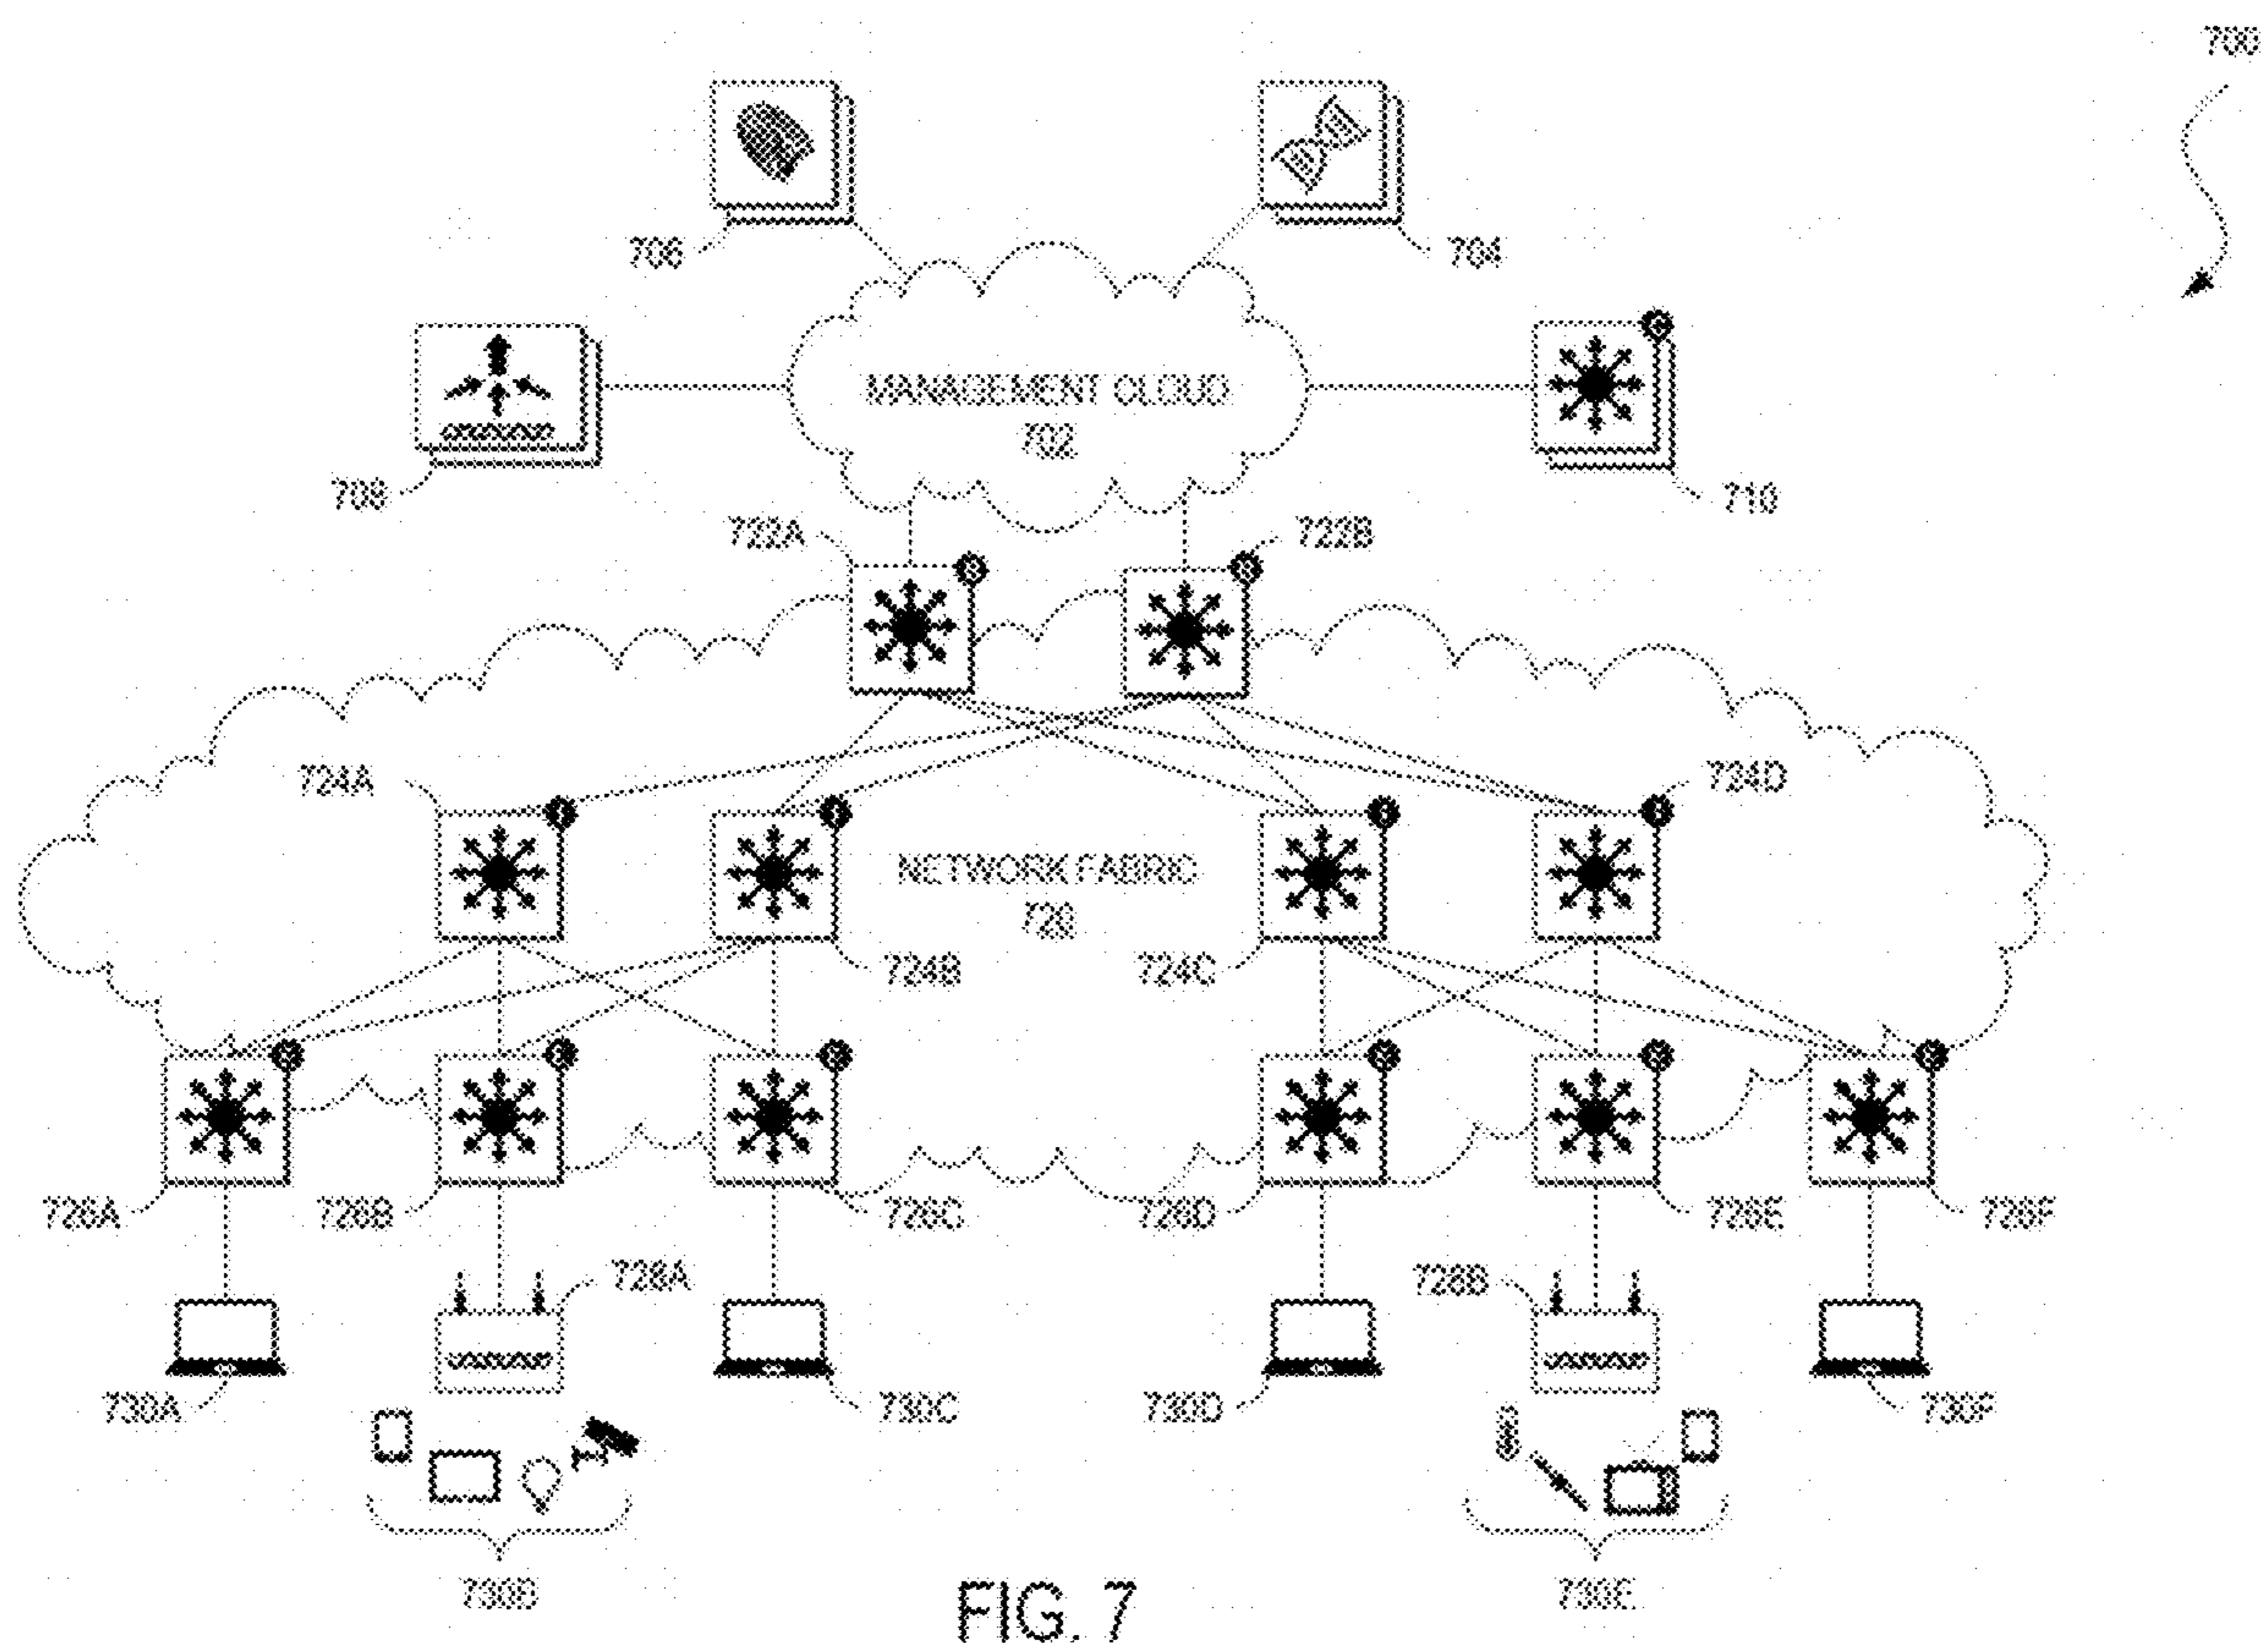 700
706
704
MANAGEMENT CLOUD
702
708
710
722A
722B
724A
724D
NETWORK FABRIC
720
724B
724C
726A
726B
726C
726D
726E
726F
728A
728B
730A
730C
730D
730F
730B
730E
FIG. 7